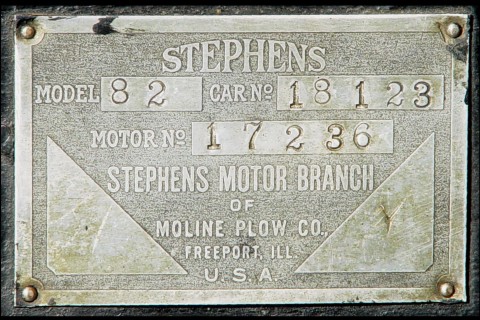 STEPHENS
MODEL 82 CAR No 18123
MOTOR No 17236
STEPHENS MOTOR BRANCH
OF
MOLINE PLOW CO.,
FREEPORT, ILL.
U.S.A.